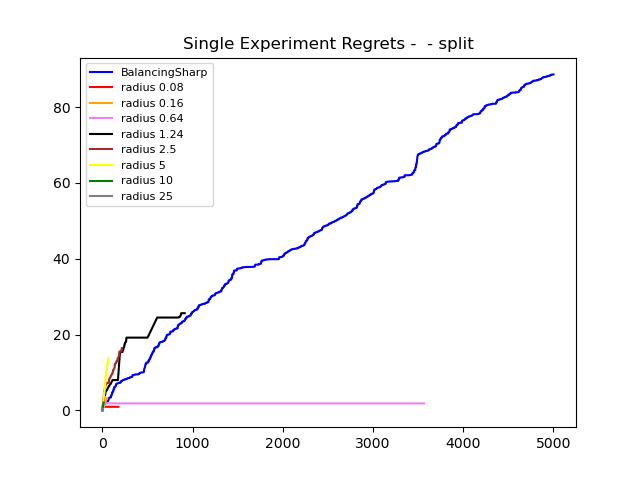 Single Experiment Regrets -  - split
BalancingSharp
radius 0.08
radius 0.16
radius 0.64
radius 1.24
radius 2.5
radius 5
radius 10
radius 25
80
60
40
20
0
0 1000 2000 3000 4000 5000